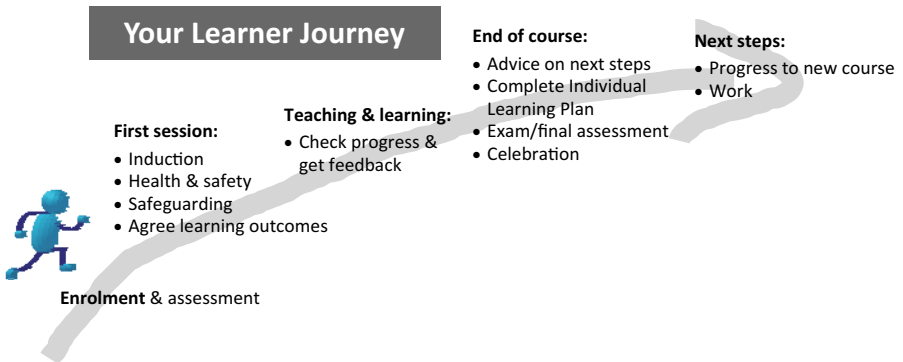 Your Learner Journey
Enrolment & assessment
First session:
• Induction
• Health & safety
• Safeguarding
• Agree learning outcomes
Teaching & learning:
• Check progress &
get feedback
End of course:
• Advice on next steps
• Complete Individual
Learning Plan
• Exam/final assessment
• Celebration
Next steps:
• Progress to new course
• Work